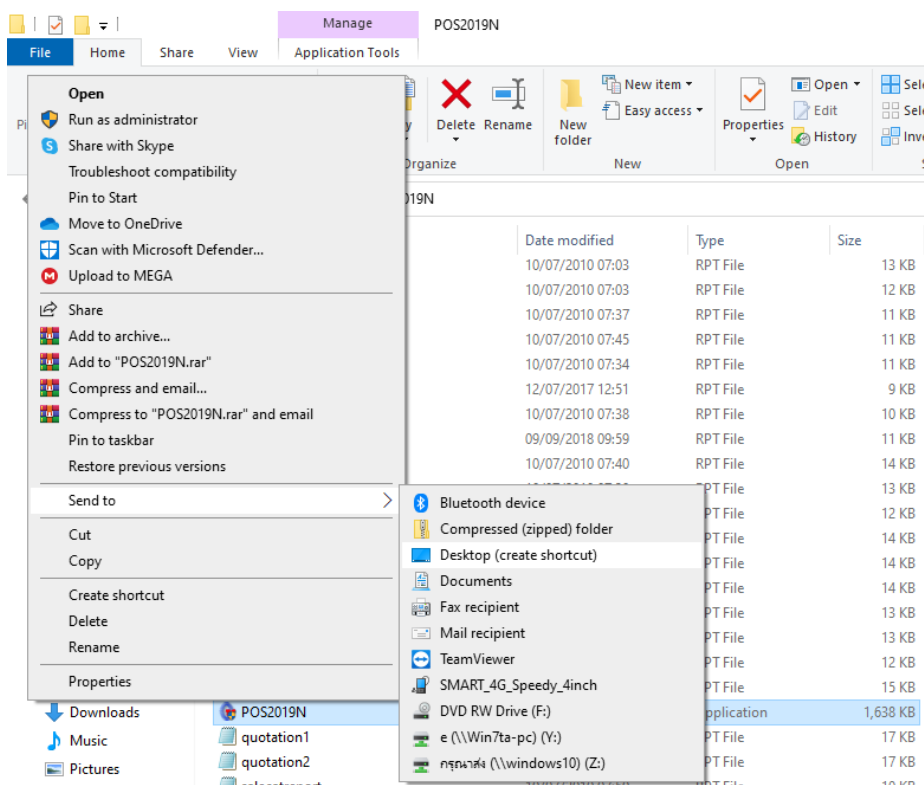 Manage
POS2019N
File
Home
Share
View
Application Tools
Delete
Rename
New folder
New item
Easy access
Properties
Open
Edit
History
Organize
New
Open
Open
Run as administrator
Share with Skype
Troubleshoot compatibility
Pin to Start
Move to OneDrive
Scan with Microsoft Defender...
Upload to MEGA
Share
Add to archive...
Add to "POS2019N.rar"
Compress and email...
Compress to "POS2019N.rar" and email
Pin to taskbar
Restore previous versions
Send to
Cut
Copy
Create shortcut
Delete
Rename
Properties
Bluetooth device
Compressed (zipped) folder
Desktop (create shortcut)
Documents
Fax recipient
Mail recipient
TeamViewer
SMART_4G_Speedy_4inch
DVD RW Drive (F:)
e (\\Win7ta-pc) (Y:)
กรุณาส่ง (\\windows10) (Z:)
Date modified Type Size
10/07/2010 07:03 RPT File 13 KB
10/07/2010 07:03 RPT File 12 KB
10/07/2010 07:37 RPT File 11 KB
10/07/2010 07:45 RPT File 11 KB
10/07/2010 07:34 RPT File 11 KB
12/07/2017 12:51 RPT File 9 KB
10/07/2010 07:38 RPT File 10 KB
09/09/2018 09:59 RPT File 11 KB
10/07/2010 07:40 RPT File 14 KB
PT File 13 KB
PT File 12 KB
PT File 14 KB
PT File 14 KB
PT File 14 KB
PT File 13 KB
PT File 13 KB
PT File 12 KB
PT File 15 KB
Downloads
POS2019N pplication 1,638 KB
Music
quotation1 PT File 17 KB
Pictures
quotation2 PT File 17 KB